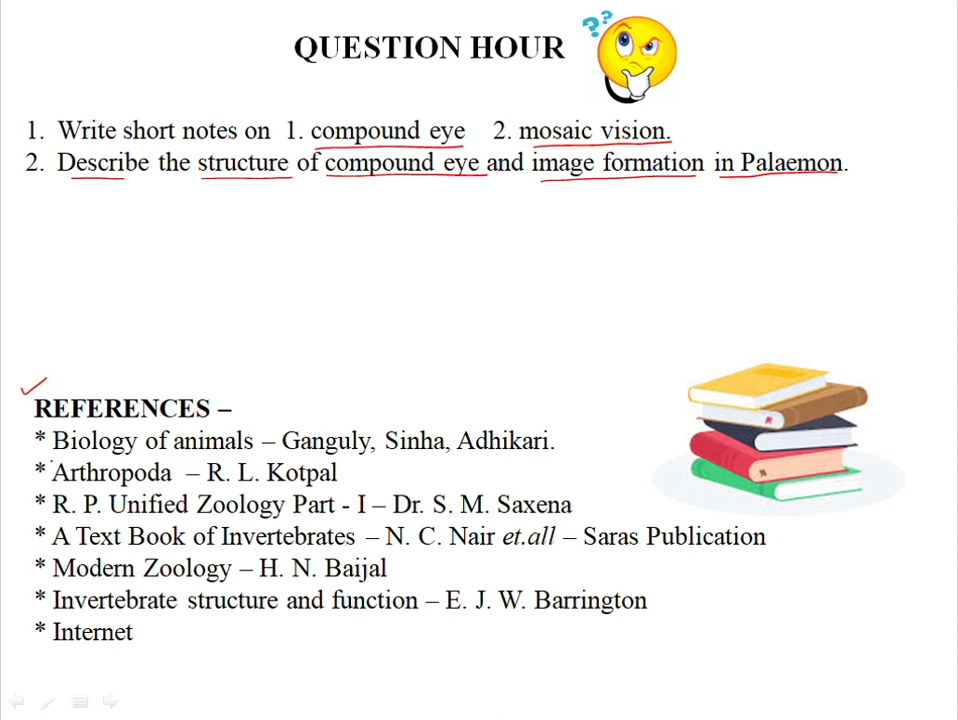 QUESTION HOUR
1. Write short notes on 1. compound eye 2. mosaic vision.
2. Describe the structure of compound eye and image formation in Palaemon.
REFERENCES –
* Biology of animals – Ganguly, Sinha, Adhikari.
* Arthropoda – R. L. Kotpal
* R. P. Unified Zoology Part - I – Dr. S. M. Saxena
* A Text Book of Invertebrates – N. C. Nair et.all – Saras Publication
* Modern Zoology – H. N. Baijal
* Invertebrate structure and function – E. J. W. Barrington
* Internet